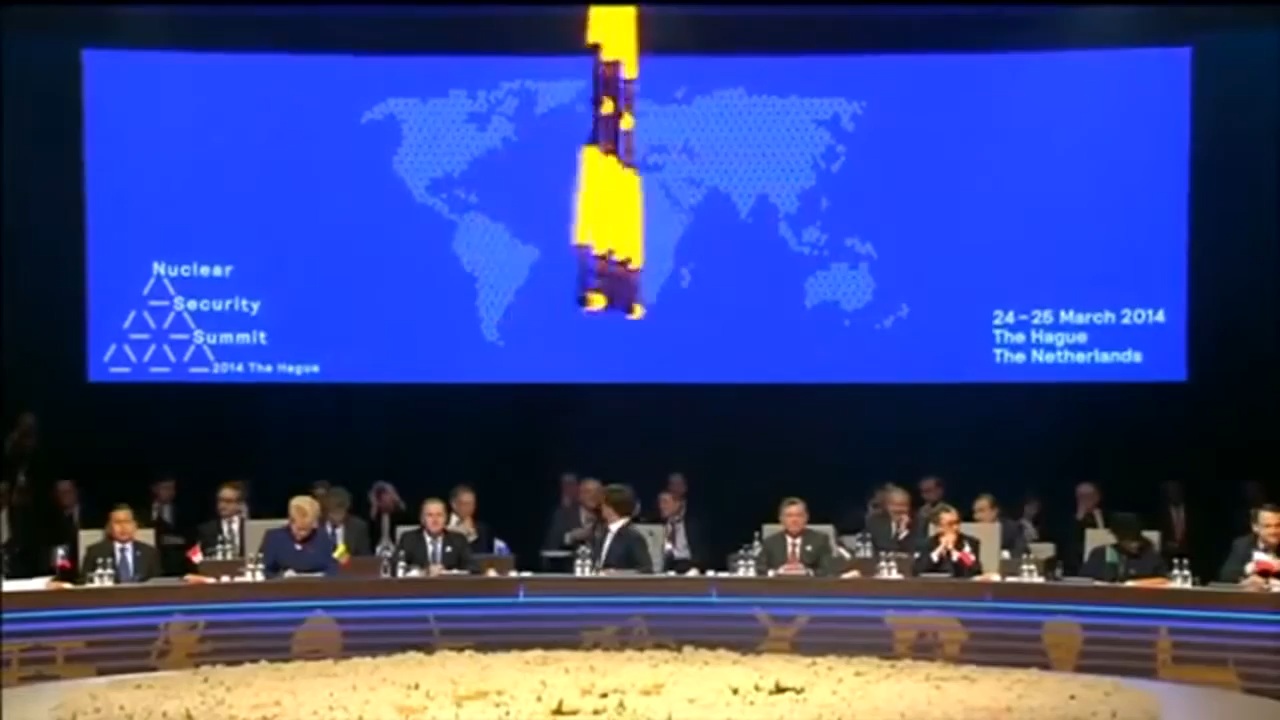 Nuclear
Security
Summit
2014 The Hague
24–25 March 2014
The Hague
The Netherlands